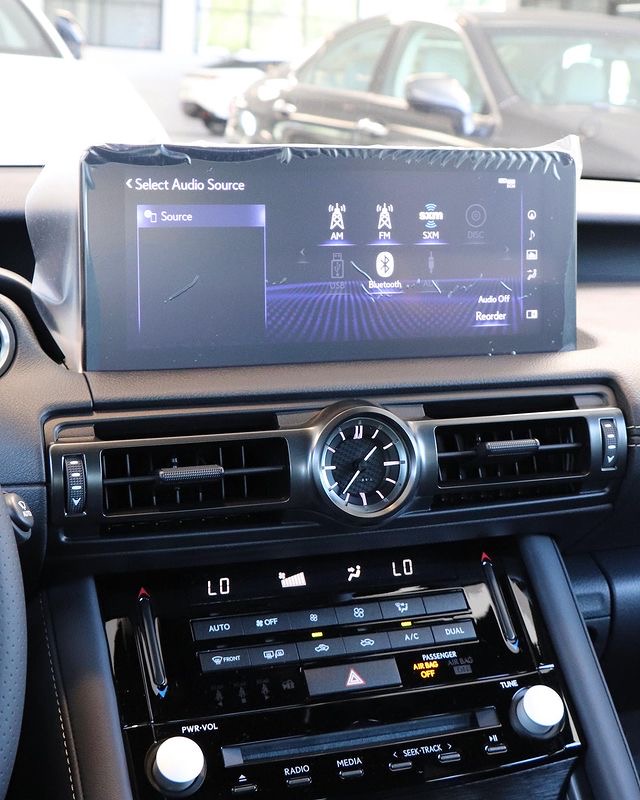 Select Audio Source
Source
AM FM SXM DISC
USB Bluetooth
Audio Off
Reorder
LO LO
AUTO OFF
FRONT A/C DUAL
PASSENGER
AIR BAG OFF
AIR BAG
PWR•VOL TUNE
RADIO MEDIA SEEK•TRACK
AUTO